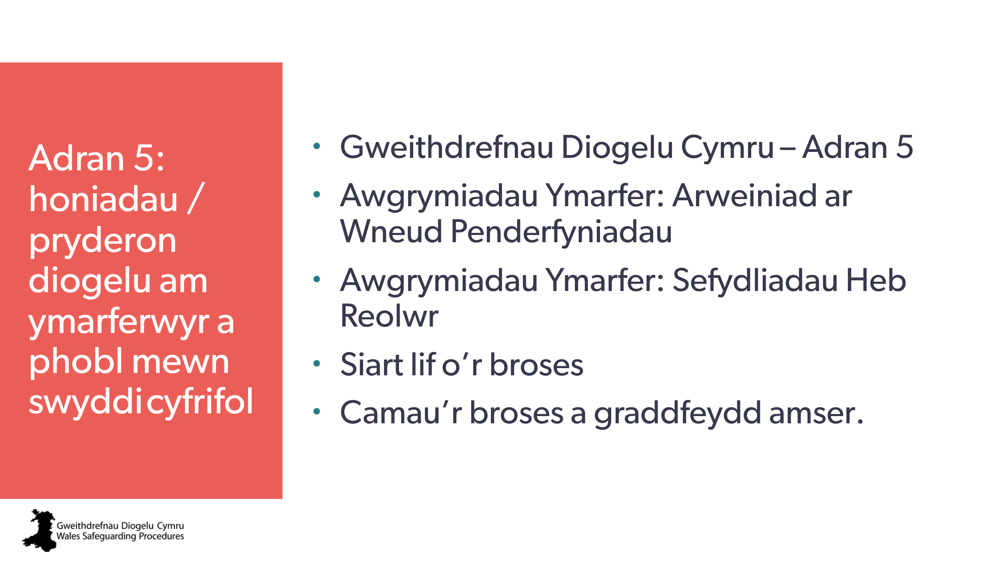 Adran 5:
honiadau /
pryderon
diogelu am
ymarferwyr a
phobl mewn
swyddi cyfrifol
• Gweithdrefnau Diogelu Cymru – Adran 5
• Awgrymiadau Ymarfer: Arweiniad ar
Wneud Penderfyniadau
• Awgrymiadau Ymarfer: Sefydliadau Heb
Reolwr
• Siart lif o’r broses
• Camau’r broses a graddfeydd amser.
Gweithdrefnau Diogelu Cymru
Wales Safeguarding Procedures